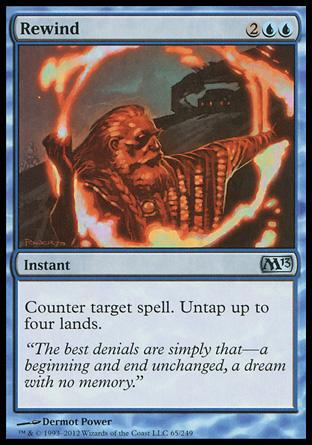 Rewind 2
Instant M13
Counter target spell. Untap up to
four lands.
“The best denials are simply that—a
beginning and end unchanged, a dream
with no memory.”
Dermot Power
™ & © 1993–2012 Wizards of the Coast LLC 65/249